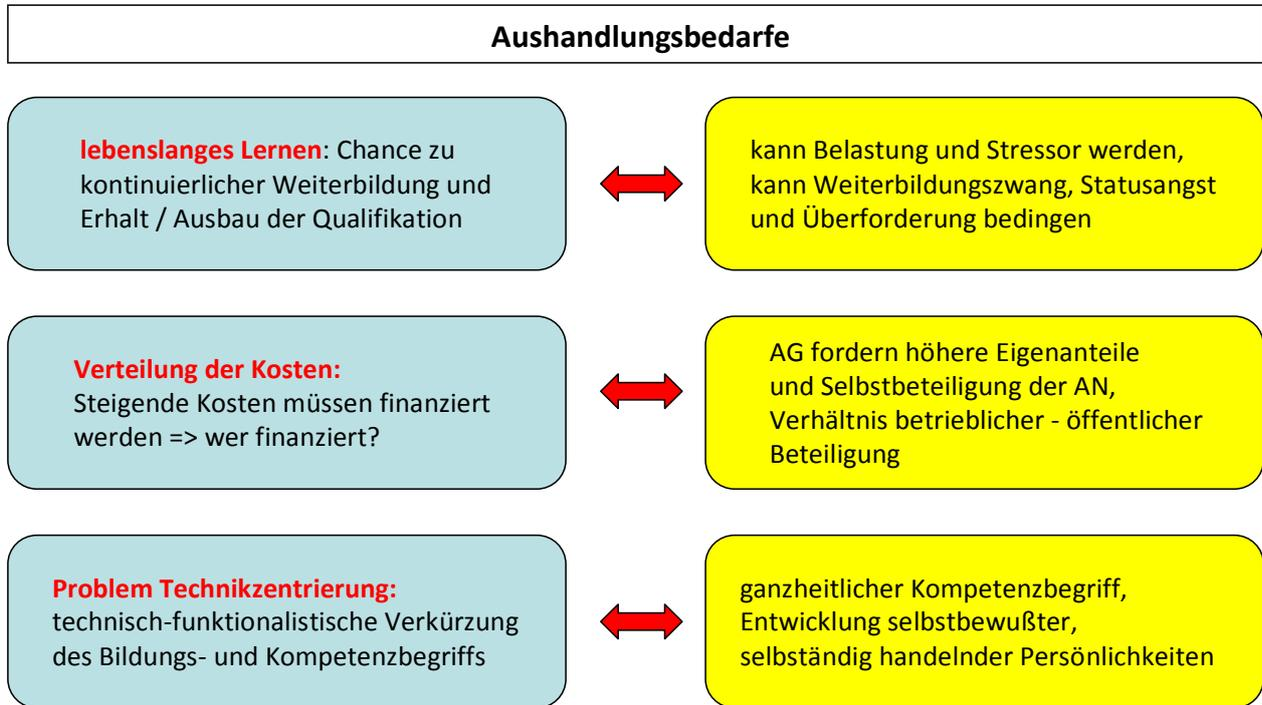 Aushandlungsbedarfe
lebenslanges Lernen: Chance zu
kontinuierlicher Weiterbildung und
Erhalt / Ausbau der Qualifikation
kann Belastung und Stressor werden,
kann Weiterbildungszwang, Statusangst
und Überforderung bedingen
Verteilung der Kosten:
Steigende Kosten müssen finanziert
werden => wer finanziert?
AG fordern höhere Eigenanteile
und Selbstbeteiligung der AN,
Verhältnis betrieblicher - öffentlicher
Beteiligung
Problem Technikzentrierung:
technisch-funktionalistische Verkürzung
des Bildungs- und Kompetenzbegriffs
ganzheitlicher Kompetenzbegriff,
Entwicklung selbstbewußter,
selbständig handelnder Persönlichkeiten